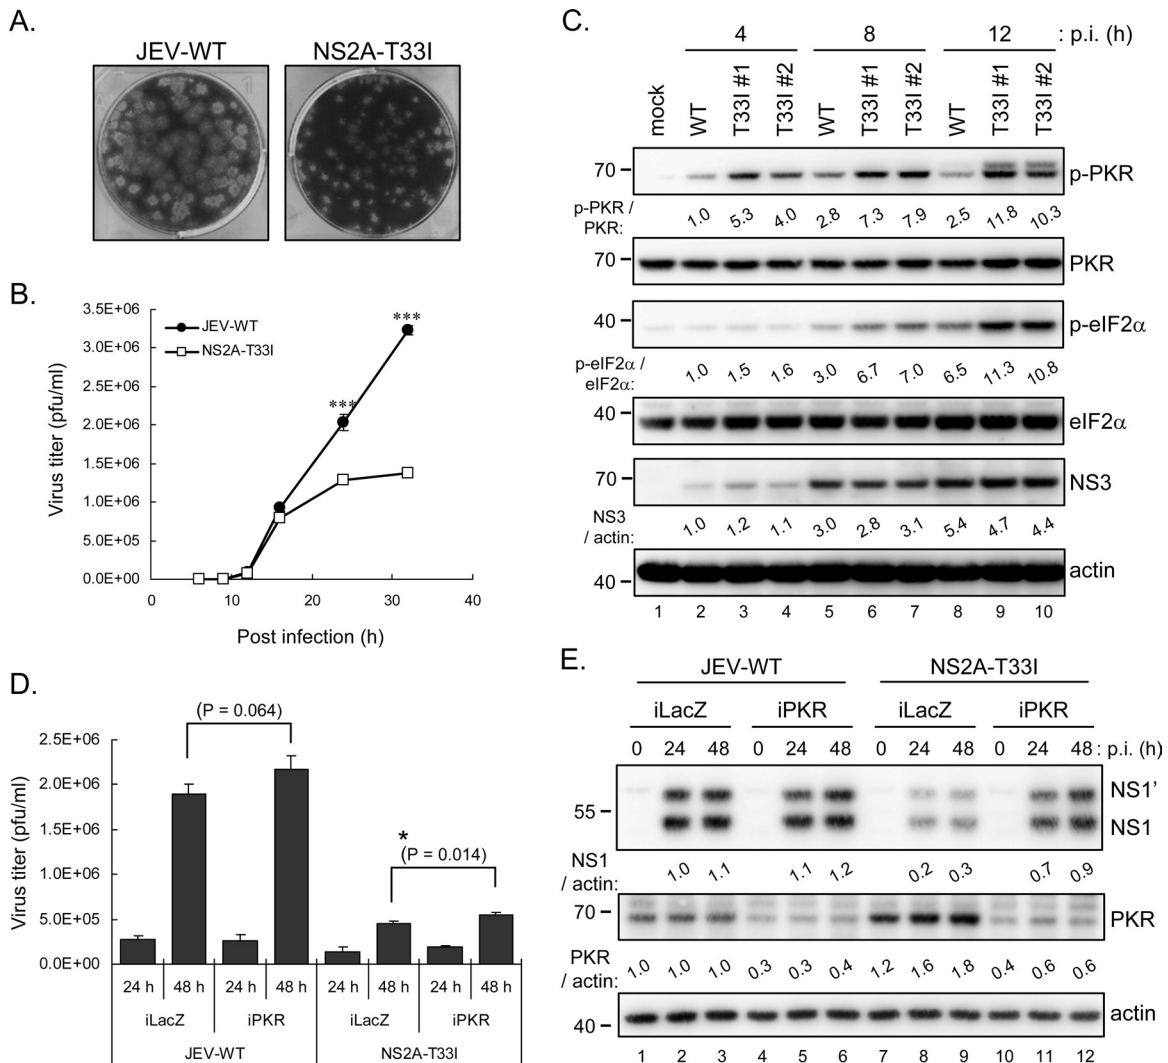 A.
JEV-WT NS2A-T33I
B.
Virus titer (pfu/ml)
3.5E+06
3.0E+06
2.5E+06
2.0E+06
1.5E+06
1.0E+06
5.0E+05
0.0E+00
JEV-WT
NS2A-T33I
***
***
0 10 20 30 40
Post infection (h)
C.
4 8 12 : p.i. (h)
mock WT T33I #1 T33I #2 WT T33I #1 T33I #2 WT T33I #1 T33I #2
70 p-PKR
p-PKR / PKR: 1.0 5.3 4.0 2.8 7.3 7.9 2.5 11.8 10.3
70 PKR
40 p-eIF2α
p-eIF2α / eIF2α: 1.0 1.5 1.6 3.0 6.7 7.0 6.5 11.3 10.8
40 eIF2α
70 NS3
NS3 / actin: 1.0 1.2 1.1 3.0 2.8 3.1 5.4 4.7 4.4
40 actin
1 2 3 4 5 6 7 8 9 10
D.
Virus titer (pfu/ml)
(P = 0.064)
*
(P = 0.014)
2.5E+06
2.0E+06
1.5E+06
1.0E+06
5.0E+05
0.0E+00
24 h 48 h 24 h 48 h 24 h 48 h 24 h 48 h
iLacZ iPKR iLacZ iPKR
JEV-WT NS2A-T33I
E.
JEV-WT NS2A-T33I
iLacZ iPKR iLacZ iPKR
0 24 48 0 24 48 0 24 48 0 24 48 : p.i. (h)
NS1'
55
NS1
NS1 / actin: 1.0 1.1 1.1 1.2 0.2 0.3 0.7 0.9
70 PKR
PKR / actin: 1.0 1.0 1.0 0.3 0.3 0.4 1.2 1.6 1.8 0.4 0.6 0.6
40 actin
1 2 3 4 5 6 7 8 9 10 11 12